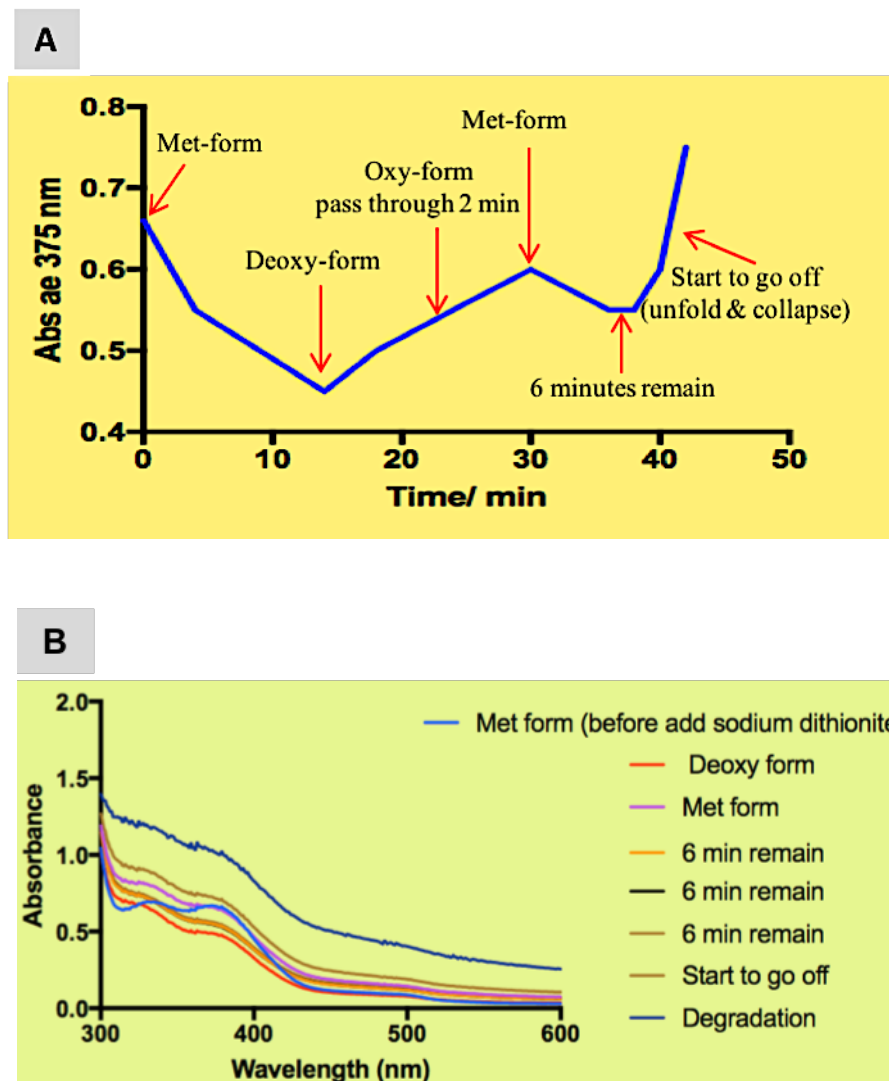 A
0.8
0.7
0.6
0.5
0.4
Abs ae 375 nm
Met-form
Deoxy-form
Oxy-form
pass through 2 min
Met-form
Start to go off
(unfold & collapse)
6 minutes remain
0 10 20 30 40 50
Time/ min
B
2.0
1.5
1.0
0.5
0.0
Absorbance
Met form (before add sodium dithionite
Deoxy form
Met form
6 min remain
6 min remain
6 min remain
Start to go off
Degradation
300 400 500 600
Wavelength (nm)